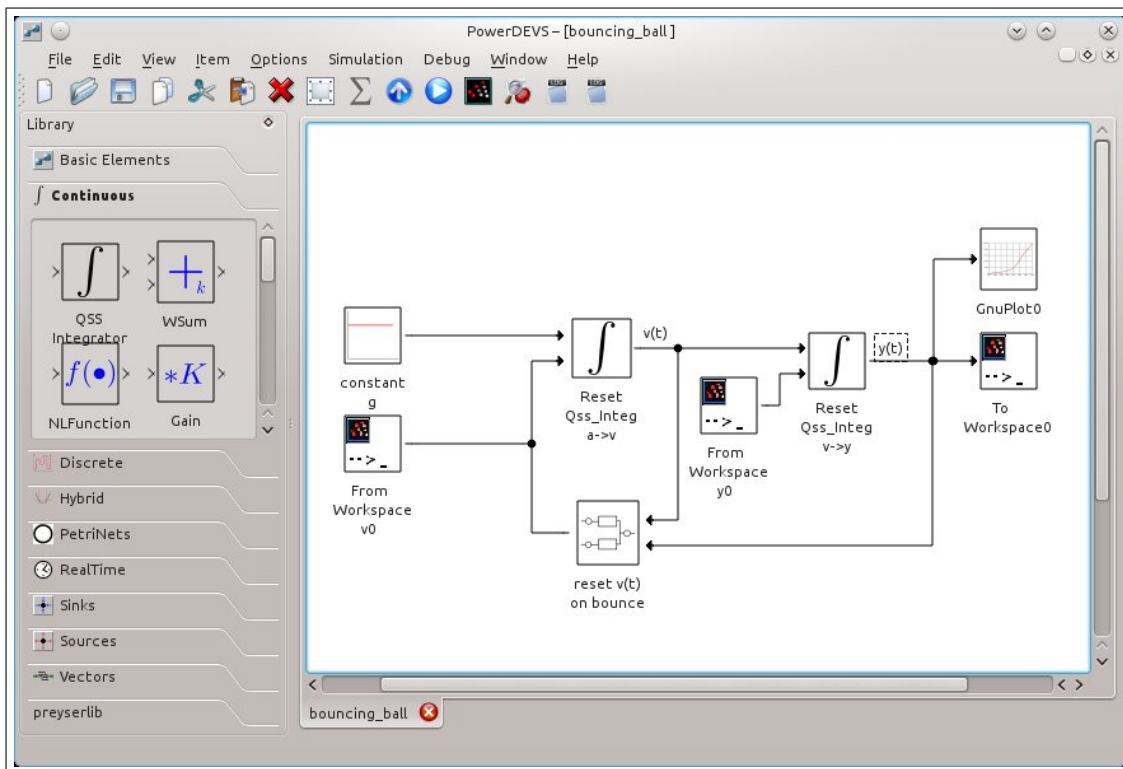 PowerDEVS – [bouncing_ball]
File Edit View Item Options Simulation Debug Window Help
Library
Basic Elements
∫ Continuous
∫
QSS
Integrator
+k
WSum
f(•)
NLFunction
*K
Gain
Discrete
Hybrid
PetriNets
RealTime
Sinks
Sources
Vectors
preyserlib
constant
g
-->_
From
Workspace
v0
∫
Reset
Qss_Integ
a->v
v(t)
-->_
From
Workspace
y0
∫
Reset
Qss_Integ
v->y
y(t)
GnuPlot0
-->_
To
Workspace0
reset v(t)
on bounce
bouncing_ball